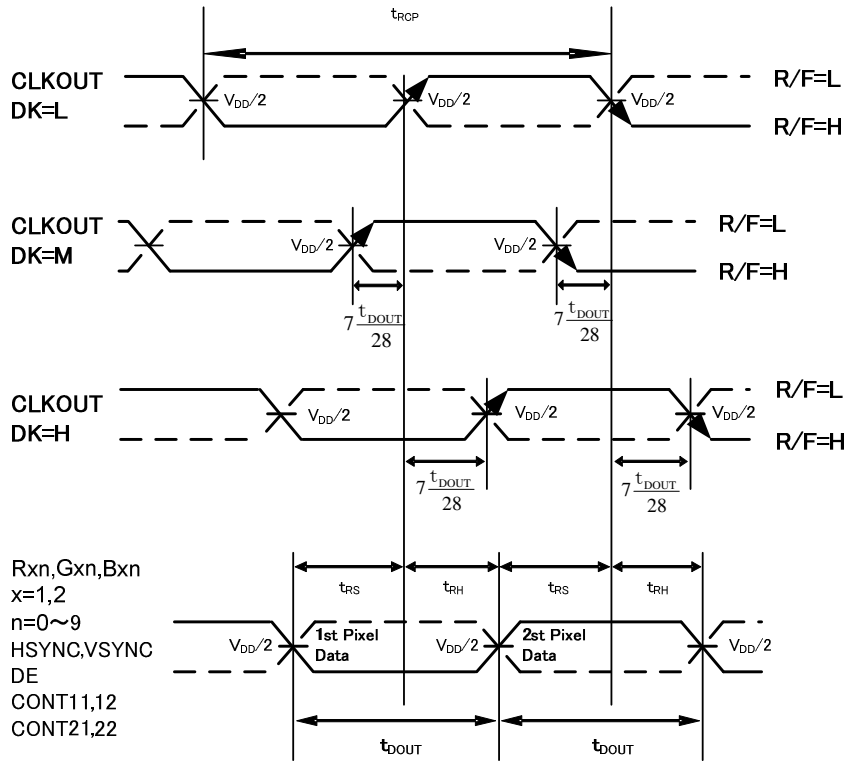 tRCP
CLKOUT
DK=L
VDD/2 VDD/2 VDD/2
R/F=L
R/F=H
CLKOUT
DK=M
VDD/2 VDD/2
R/F=L
R/F=H
7 tDOUT/28 7 tDOUT/28
CLKOUT
DK=H
VDD/2 VDD/2 VDD/2
R/F=L
R/F=H
7 tDOUT/28 7 tDOUT/28
Rxn,Gxn,Bxn
x=1,2
n=0～9
HSYNC,VSYNC
DE
CONT11,12
CONT21,22
tRS tRH tRS tRH
VDD/2 1st Pixel Data VDD/2 2st Pixel Data VDD/2
tDOUT tDOUT